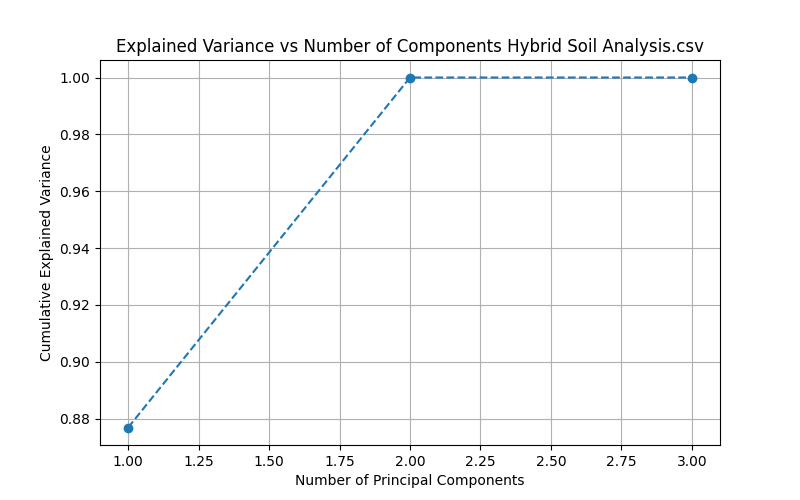 Explained Variance vs Number of Components Hybrid Soil Analysis.csv
1.00
0.98
0.96
0.94
0.92
0.90
0.88
Cumulative Explained Variance
1.00 1.25 1.50 1.75 2.00 2.25 2.50 2.75 3.00
Number of Principal Components